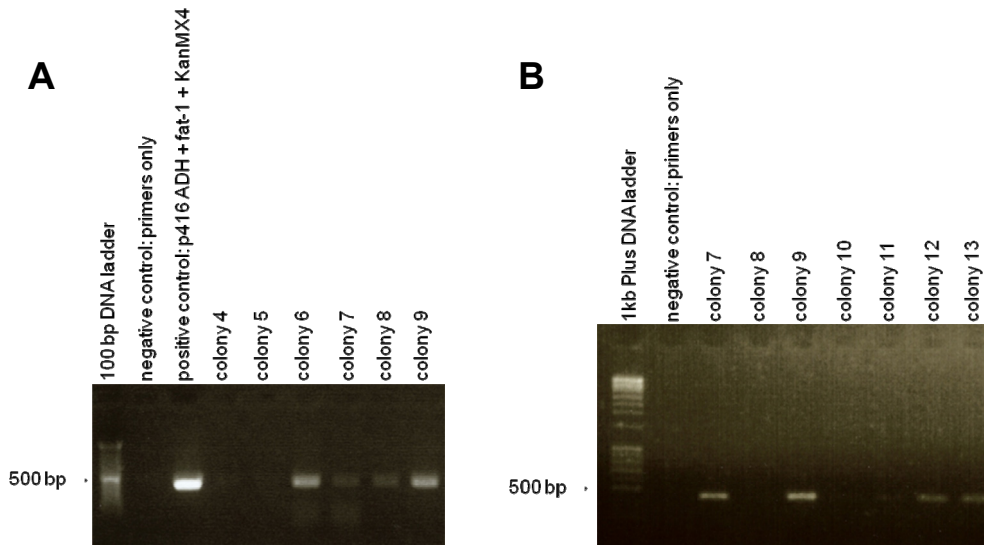 A
100 bp DNA ladder
negative control: primers only
positive control: p416 ADH + fat-1 + KanMX4
colony 4
colony 5
colony 6
colony 7
colony 8
colony 9
500 bp
B
1kb Plus DNA ladder
negative control: primers only
colony 7
colony 8
colony 9
colony 10
colony 11
colony 12
colony 13
500 bp